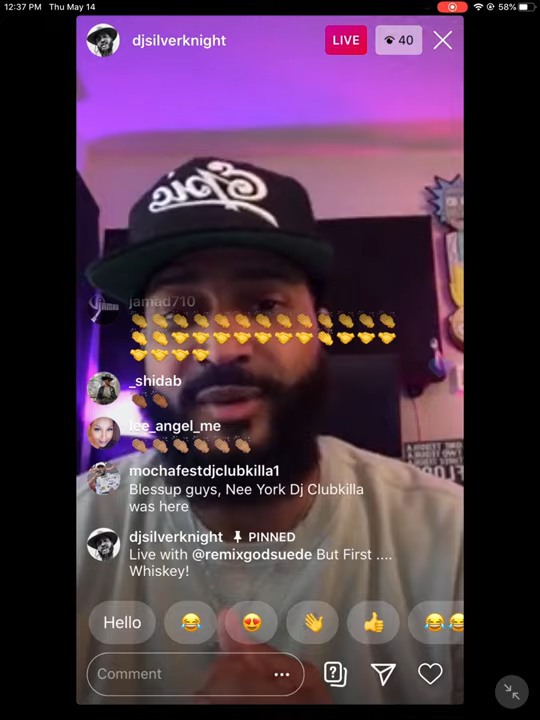 12:37 PM Thu May 14
58%
djsilverknight
LIVE
40
Epic
jamad710
_shidab
lee_angel_me
mochafestdjclubkilla1
Blessup guys, Nee York Dj Clubkilla
was here
djsilverknight PINNED
Live with @remixgodsuede But First ....
Whiskey!
Hello
Comment